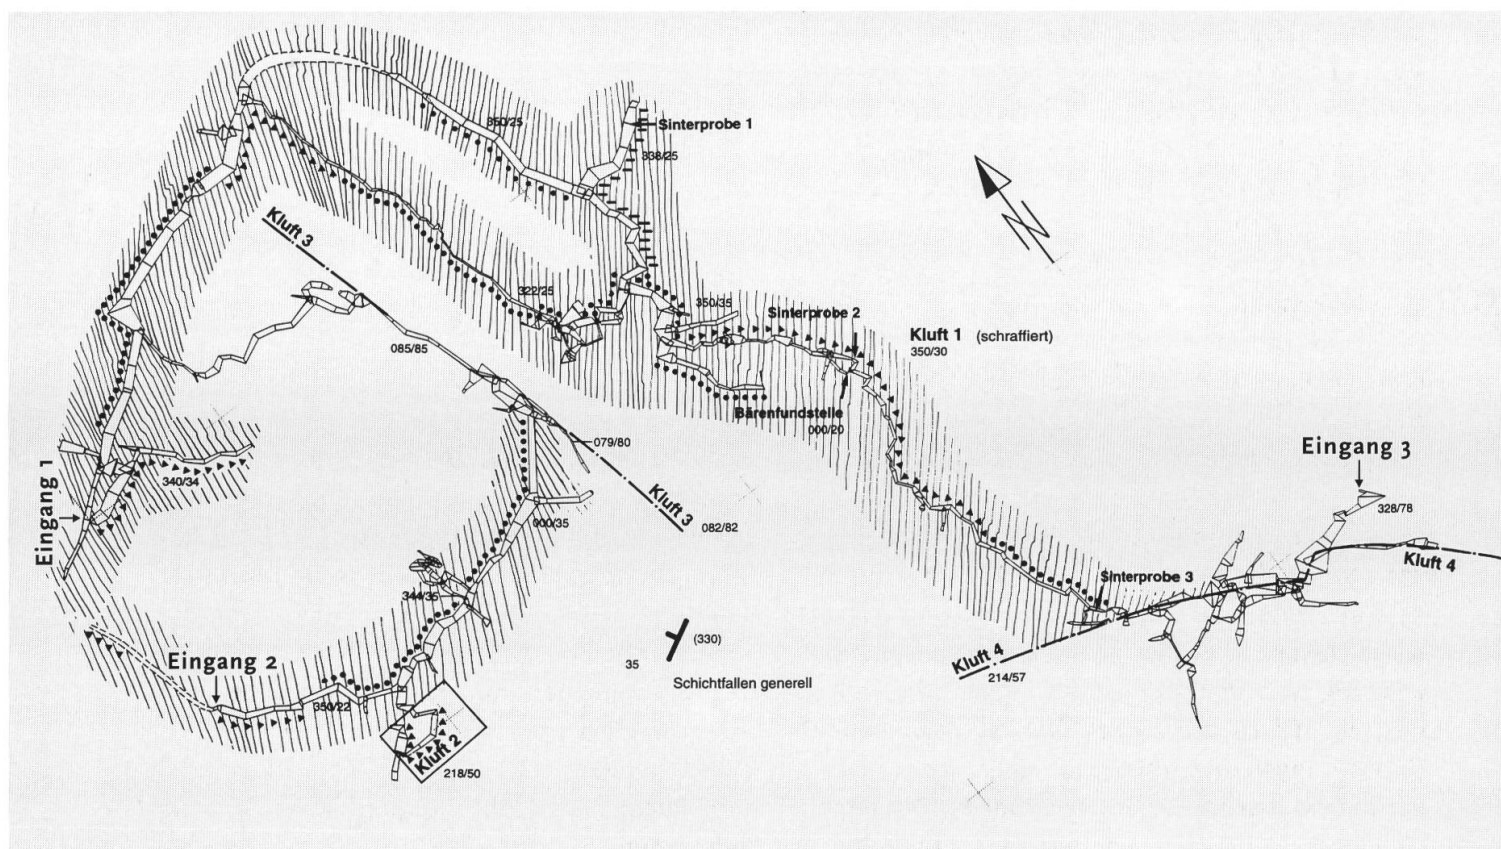 350/25
Sinterprobe 1
338/25
Kluft 3
322/25
350/35
Sinterprobe 2
Kluft 1 (schraffiert)
350/30
085/85
Bärenfundstelle
000/20
079/80
Eingang 3
340/34
Eingang 1
Kluft 3
082/82
328/78
000/35
Kluft 4
344/35
Sinterprobe 3
(330)
35
Eingang 2
Schichtfallen generell
Kluft 4
214/57
350/22
Kluft 2
218/50